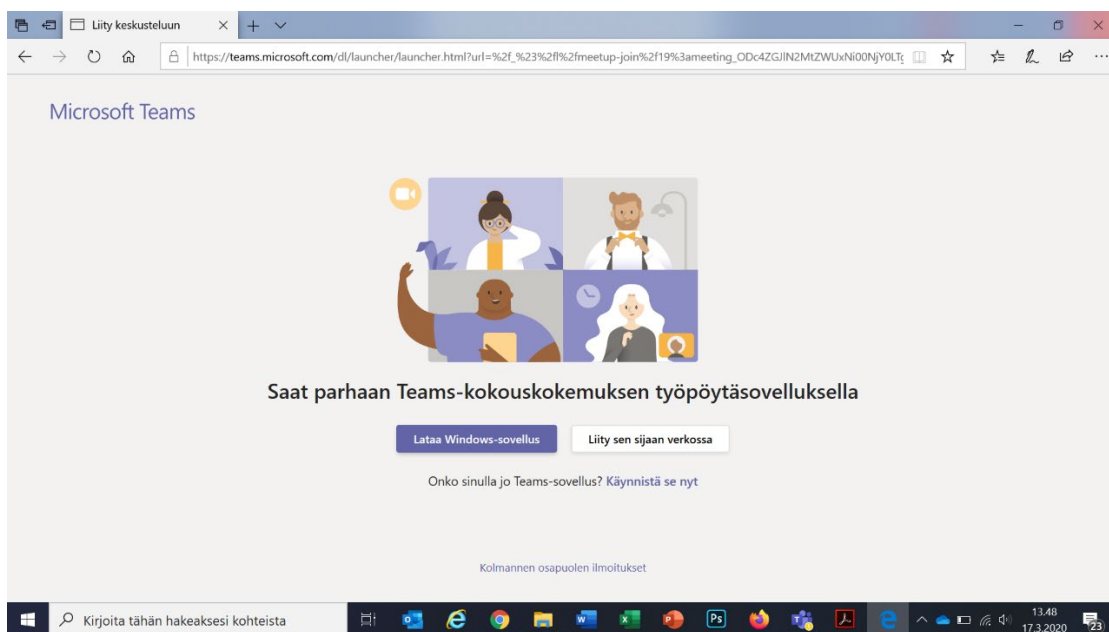 Liity keskusteluun
https://teams.microsoft.com/dl/launcher/launcher.html?url=%2f_%23%2fl%2fmeetup-join%2f19%3ameeting_ODc4ZGJlN2MtZWUxNi00NjY0LTg
Microsoft Teams
Saat parhaan Teams-kokouskokemuksen työpöytäsovelluksella
Lataa Windows-sovellus
Liity sen sijaan verkossa
Onko sinulla jo Teams-sovellus? Käynnistä se nyt
Kolmannen osapuolen ilmoitukset
Kirjoita tähän hakeaksesi kohteista
Ps
13.48
17.3.2020
23